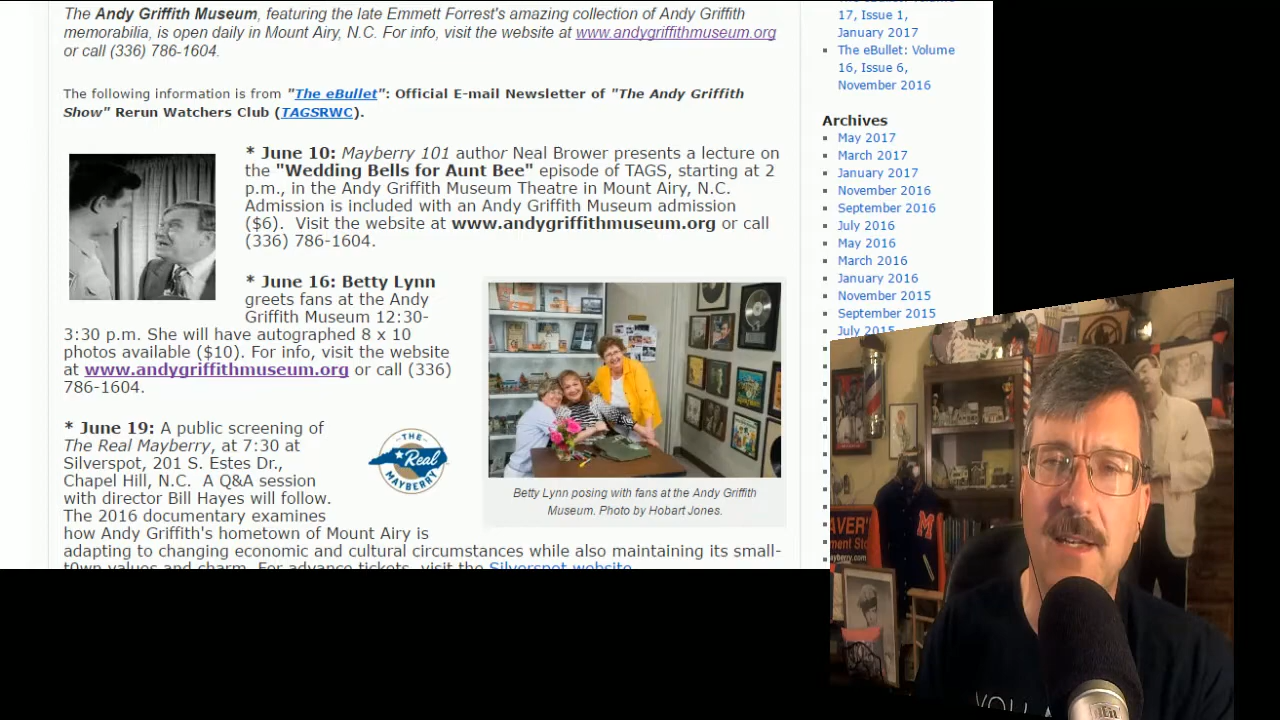 The Andy Griffith Museum, featuring the late Emmett Forrest's amazing collection of Andy Griffith
memorabilia, is open daily in Mount Airy, N.C. For info, visit the website at www.andygriffithmuseum.org
or call (336) 786-1604.
The following information is from "The eBullet": Official E-mail Newsletter of "The Andy Griffith
Show" Rerun Watchers Club (TAGSRWC).
* June 10: Mayberry 101 author Neal Brower presents a lecture on
the "Wedding Bells for Aunt Bee" episode of TAGS, starting at 2
p.m., in the Andy Griffith Museum Theatre in Mount Airy, N.C.
Admission is included with an Andy Griffith Museum admission
($6). Visit the website at www.andygriffithmuseum.org or call
(336) 786-1604.
* June 16: Betty Lynn
greets fans at the Andy
Griffith Museum 12:30-
3:30 p.m. She will have autographed 8 x 10
photos available ($10). For info, visit the website
at www.andygriffithmuseum.org or call (336)
786-1604.
Betty Lynn posing with fans at the Andy Griffith
Museum. Photo by Hobart Jones.
* June 19: A public screening of
The Real Mayberry, at 7:30 at
Silverspot, 201 S. Estes Dr.,
Chapel Hill, N.C. A Q&A session
with director Bill Hayes will follow.
The 2016 documentary examines
how Andy Griffith's hometown of Mount Airy is
adapting to changing economic and cultural circumstances while also maintaining its small-
t0wn values and charm. For advance tickets, visit the Silverspot website.
THE
Real
MAYBERRY
17, Issue 1,
January 2017
The eBullet: Volume
16, Issue 6,
November 2016
Archives
May 2017
March 2017
January 2017
November 2016
September 2016
July 2016
May 2016
March 2016
January 2016
November 2015
September 2015
July 2015
M